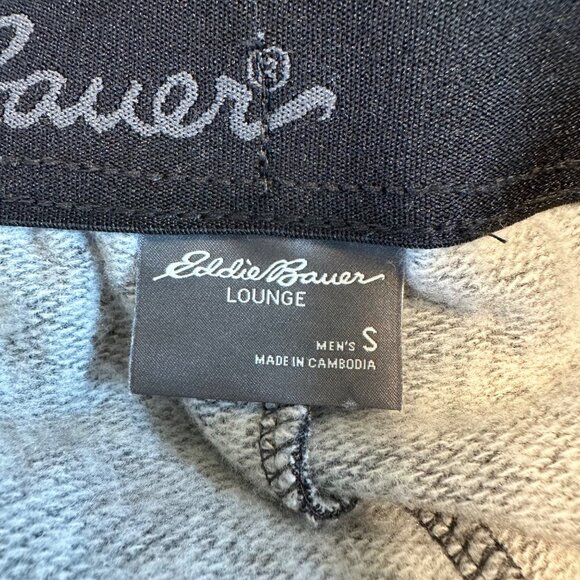 Bauer®
Eddie Bauer
LOUNGE
MEN'S S
MADE IN CAMBODIA